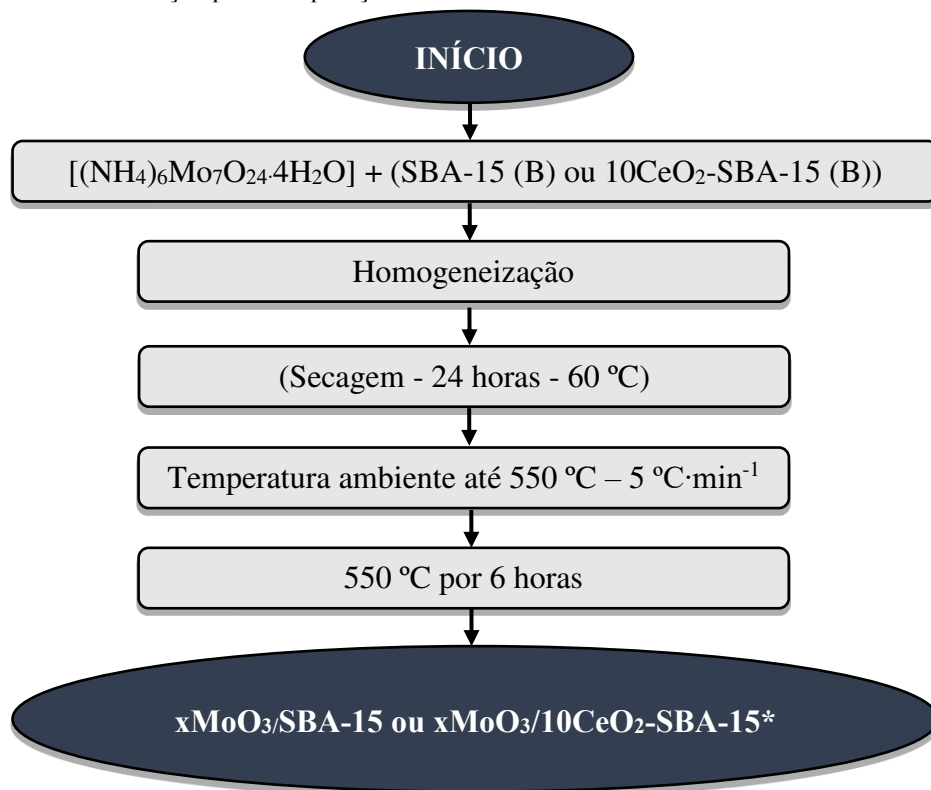 INÍCIO
[(NH₄)₆Mo₇O₂₄·4H₂O] + (SBA-15 (B) ou 10CeO₂-SBA-15 (B))
Homogeneização
(Secagem - 24 horas - 60 ºC)
Temperatura ambiente até 550 ºC – 5 ºC·min⁻¹
550 ºC por 6 horas
xMoO₃/SBA-15 ou xMoO₃/10CeO₂-SBA-15*